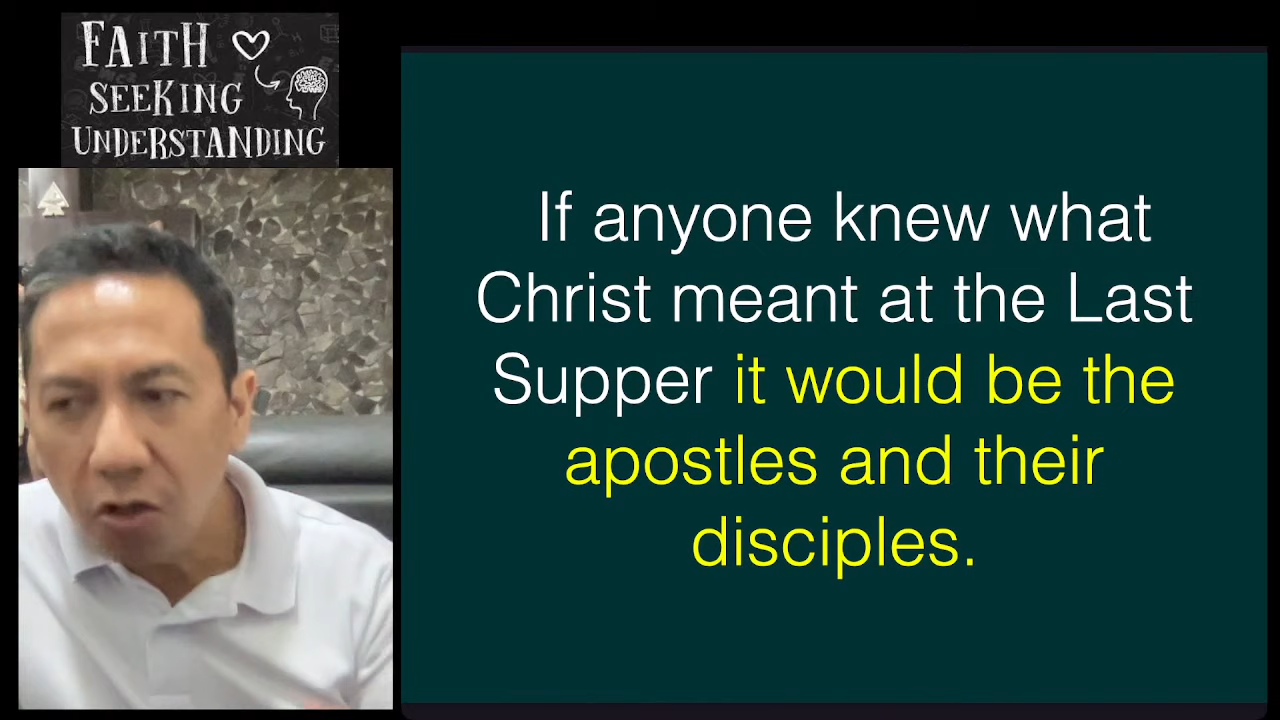 FAITH
SEEKING
UNDERSTANDING
If anyone knew what
Christ meant at the Last
Supper it would be the
apostles and their
disciples.